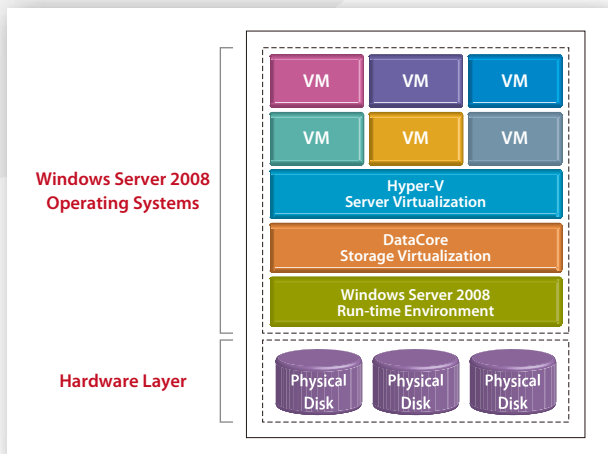 VM VM VM
VM VM VM
Windows Server 2008
Operating Systems
Hyper-V
Server Virtualization
DataCore
Storage Virtualization
Windows Server 2008
Run-time Environment
Hardware Layer
Physical
Disk
Physical
Disk
Physical
Disk